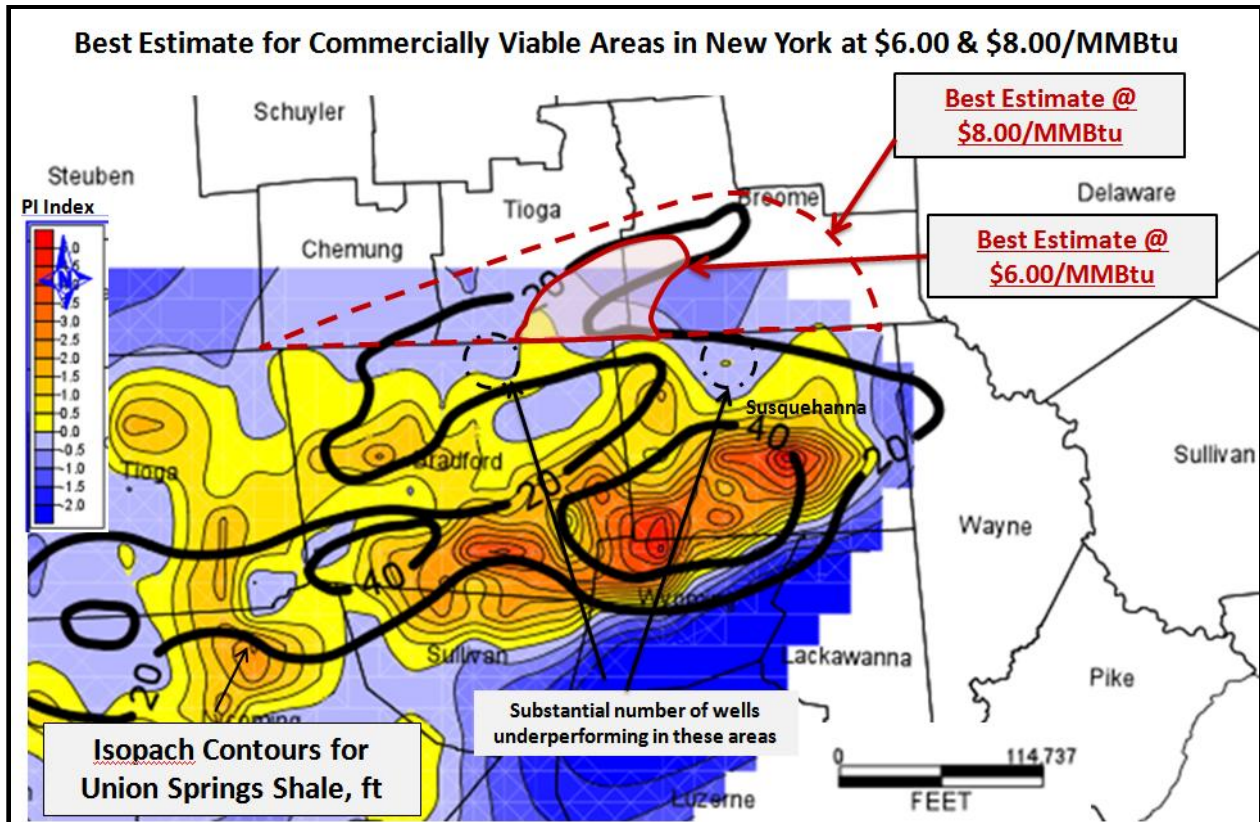 Best Estimate for Commercially Viable Areas in New York at $6.00 & $8.00/MMBtu
Schuyler
Best Estimate @
$8.00/MMBtu
Steuben
Delaware
PI Index
Tioga
Broome
Chemung
Best Estimate @
$6.00/MMBtu
N
3.0
2.5
2.0
1.5
1.0
0.5
0.0
-0.5
-1.0
-1.5
-2.0
20
Susquehanna
40
Bradford
20
Tioga
20
Sullivan
Wayne
40
Wyoming
Sullivan
Lackawanna
Pike
20
Lycoming
Substantial number of wells
underperforming in these areas
Isopach Contours for
Union Springs Shale, ft
0 114,737
FEET
Luzerne